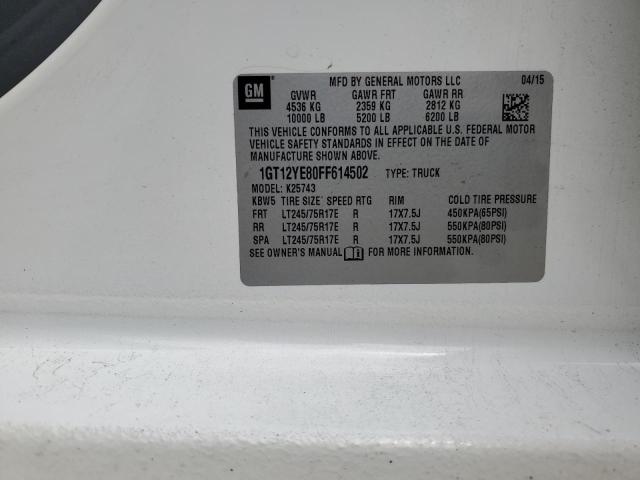 GM
MFD BY GENERAL MOTORS LLC 04/15
GVWR GAWR FRT GAWR RR
4536 KG 2359 KG 2812 KG
10000 LB 5200 LB 6200 LB
THIS VEHICLE CONFORMS TO ALL APPLICABLE U.S. FEDERAL MOTOR
VEHICLE SAFETY STANDARDS IN EFFECT ON THE DATE OF
MANUFACTURE SHOWN ABOVE.
1GT12YE80FF614502 TYPE: TRUCK
MODEL: K25743
KBW5 TIRE SIZE SPEED RTG RIM COLD TIRE PRESSURE
FRT LT245/75R17E R 17X7.5J 450KPA(65PSI)
RR LT245/75R17E R 17X7.5J 550KPA(80PSI)
SPA LT245/75R17E R 17X7.5J 550KPA(80PSI)
SEE OWNER'S MANUAL FOR MORE INFORMATION.